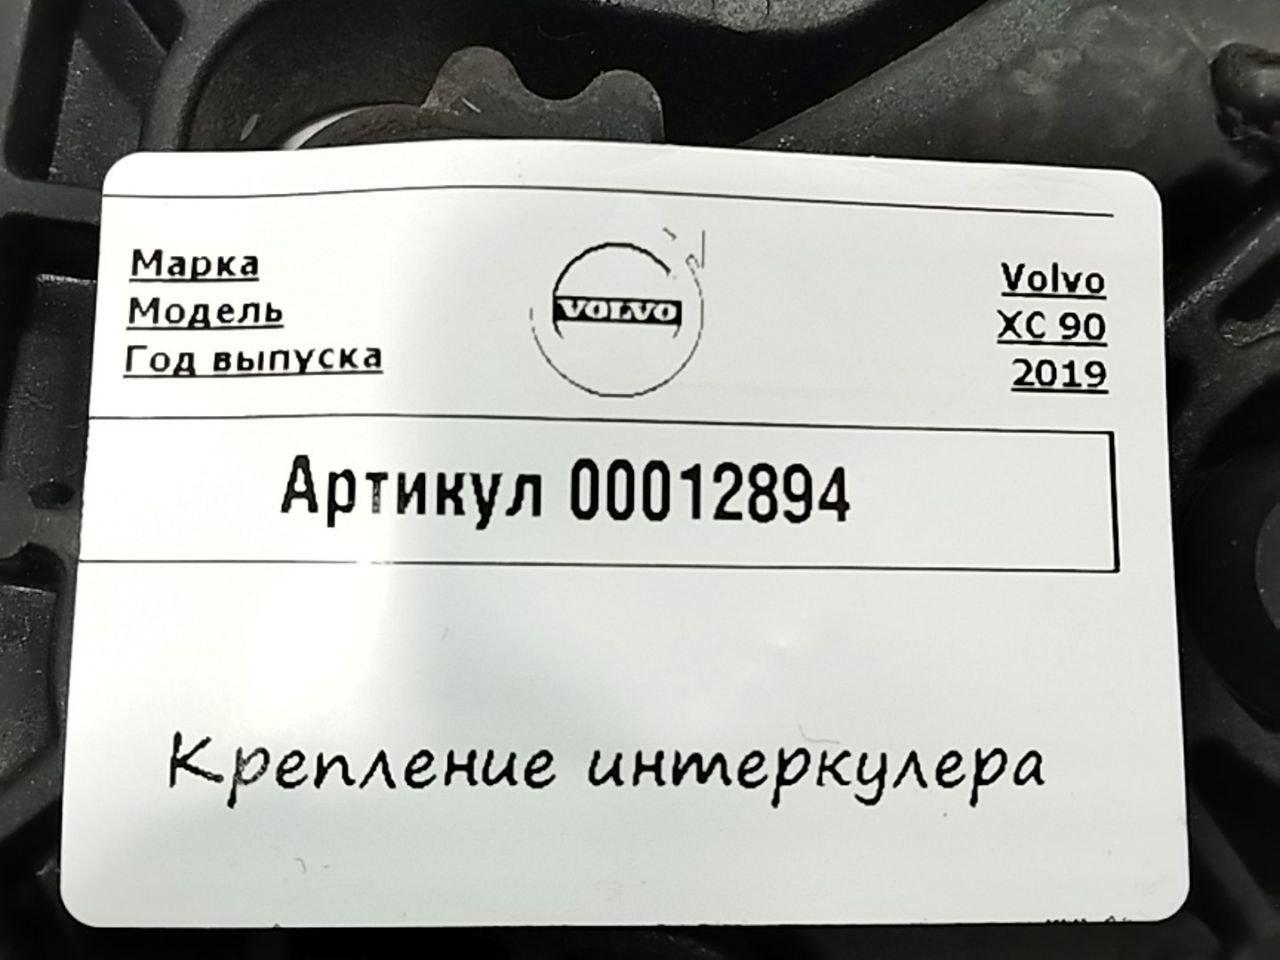 Марка
Модель
Год выпуска
VOLVO
Volvo
XC 90
2019
Артикул 00012894
Крепление интеркулера